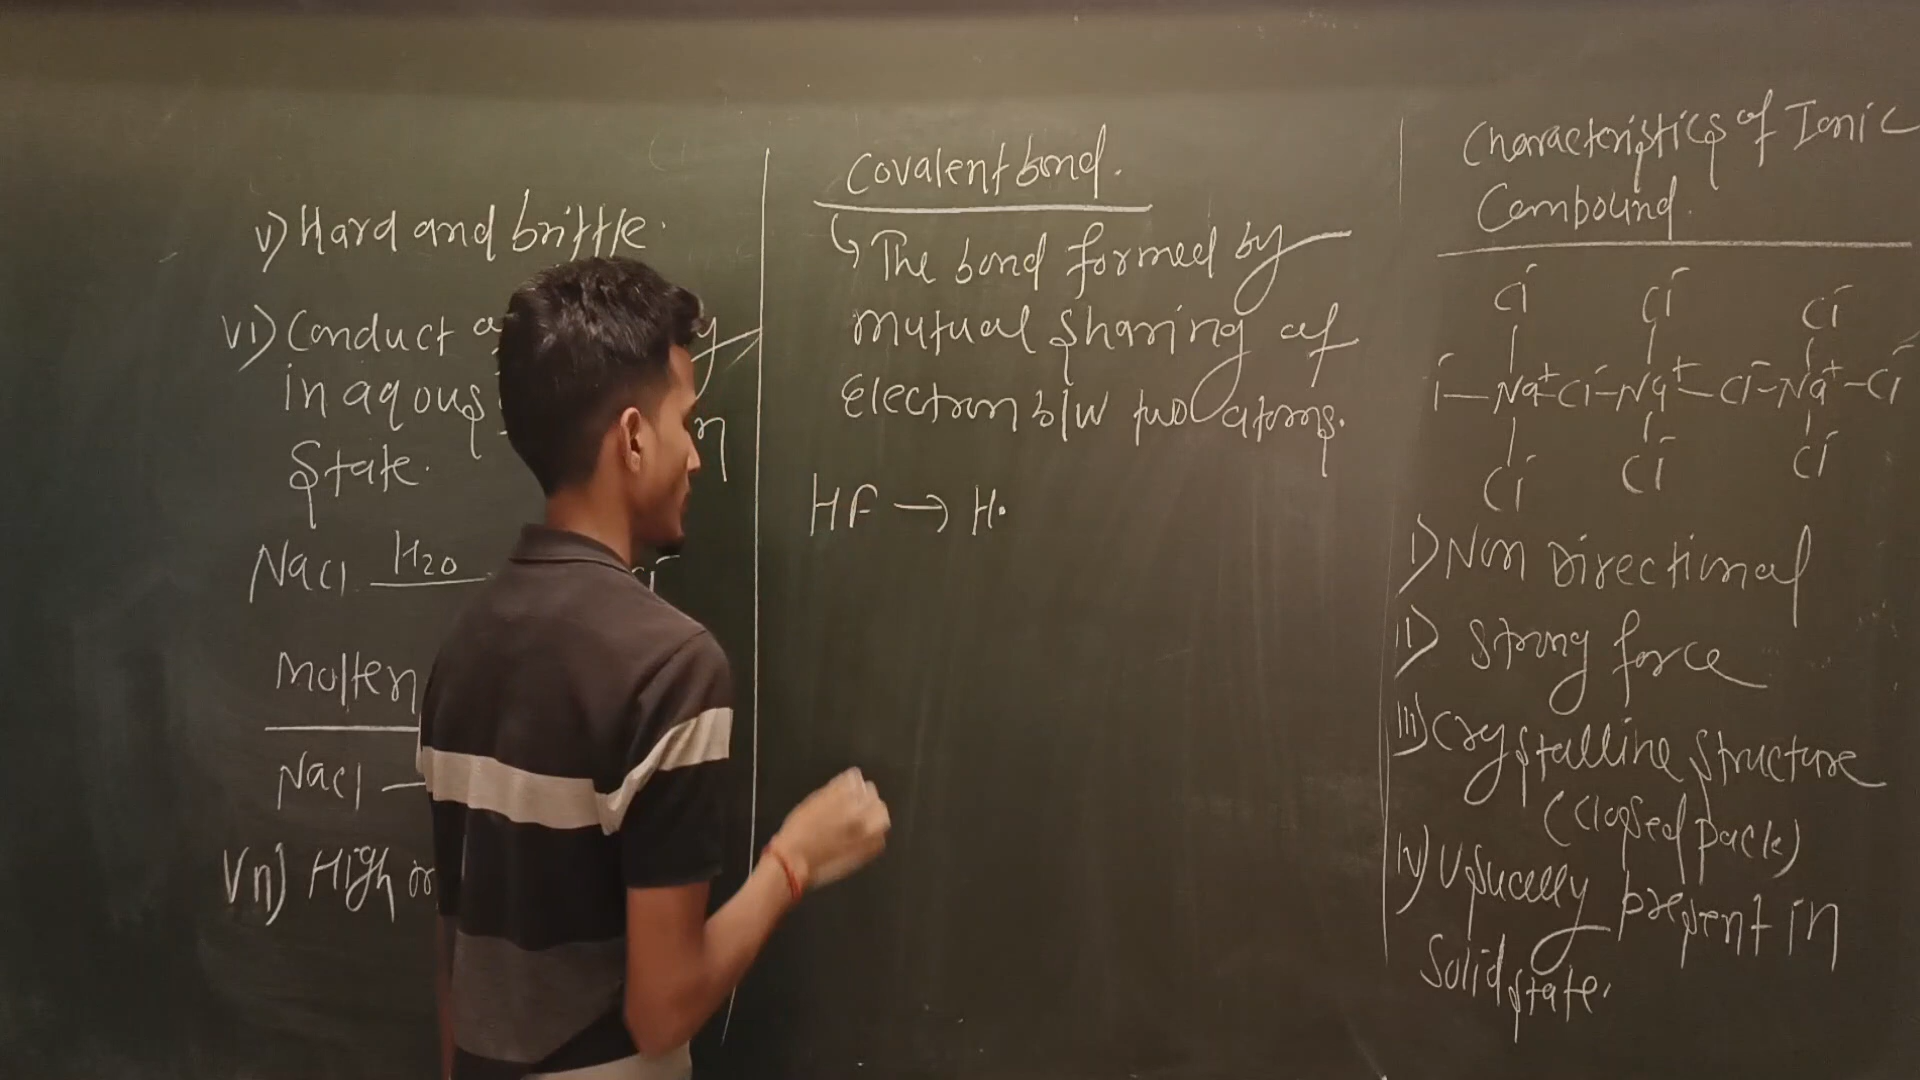 v) Hard and brittle.
vi) Conduct
in aqous
state.
NaCl H2O
Molten
NaCl
vii) High
Covalent bond.
↳ The bond formed by
mutual sharing of
Electron b/w two atoms.
HF → H·
Characteristics of Ionic
Compound.
Cl⁻ Cl⁻ Cl⁻
l⁻ — Na⁺ Cl⁻ - Na⁺ - Cl⁻ - Na⁺ - Cl⁻
Cl⁻ Cl⁻ Cl⁻
i) Non Directional
ii) Strong force
iii) Crystalline structure
(closed pack)
iv) Usucally present in
Solid state.